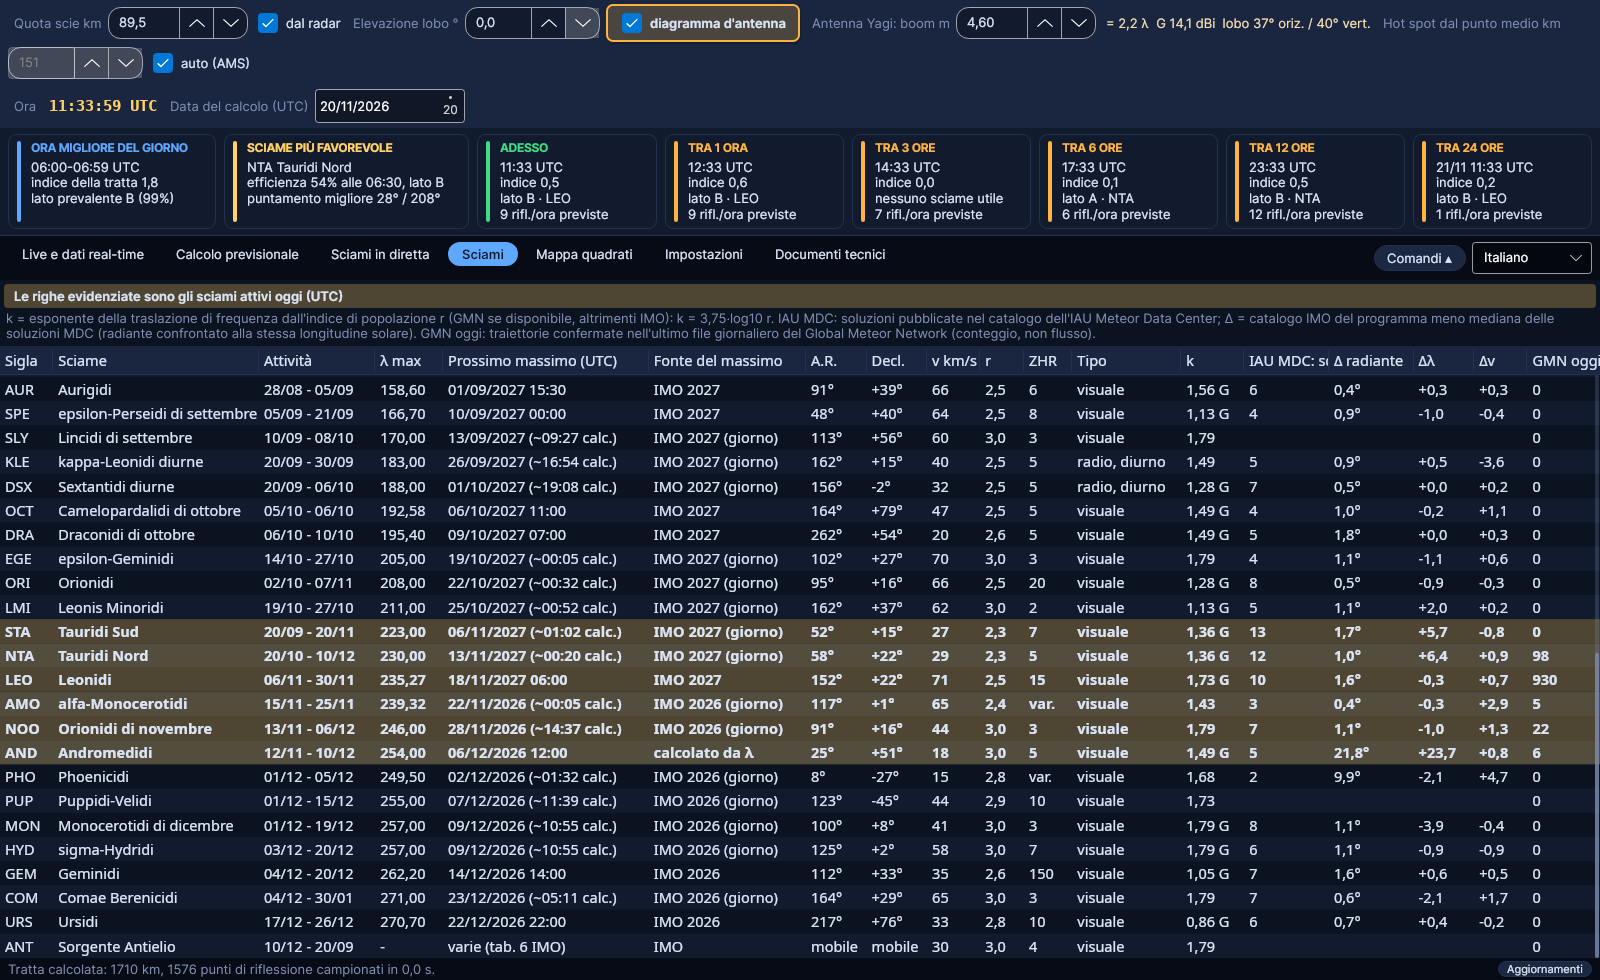 Quota scie km 89,5 dal radar Elevazione lobo ° 0,0 diagramma d'antenna Antenna Yagi: boom m 4,60 = 2,2 λ G 14,1 dBi lobo 37° oriz. / 40° vert. Hot spot dal punto medio km
151 auto (AMS)
Ora 11:33:59 UTC Data del calcolo (UTC) 20/11/2026 20
ORA MIGLIORE DEL GIORNO
06:00-06:59 UTC
indice della tratta 1,8
lato prevalente B (99%)
SCIAME PIÙ FAVOREVOLE
NTA Tauridi Nord
efficienza 54% alle 06:30, lato B
puntamento migliore 28° / 208°
ADESSO
11:33 UTC
indice 0,5
lato B · LEO
9 rifl./ora previste
TRA 1 ORA
12:33 UTC
indice 0,6
lato B · LEO
9 rifl./ora previste
TRA 3 ORE
14:33 UTC
indice 0,0
nessuno sciame utile
7 rifl./ora previste
TRA 6 ORE
17:33 UTC
indice 0,1
lato A · NTA
6 rifl./ora previste
TRA 12 ORE
23:33 UTC
indice 0,5
lato B · NTA
12 rifl./ora previste
TRA 24 ORE
21/11 11:33 UTC
indice 0,2
lato B · LEO
1 rifl./ora previste
Live e dati real-time Calcolo previsionale Sciami in diretta Sciami Mappa quadrati Impostazioni Documenti tecnici Comandi ▴ Italiano
Le righe evidenziate sono gli sciami attivi oggi (UTC)
k = esponente della traslazione di frequenza dall'indice di popolazione r (GMN se disponibile, altrimenti IMO): k = 3,75·log10 r. IAU MDC: soluzioni pubblicate nel catalogo dell'IAU Meteor Data Center; Δ = catalogo IMO del programma meno mediana delle
soluzioni MDC (radiante confrontato alla stessa longitudine solare). GMN oggi: traiettorie confermate nell'ultimo file giornaliero del Global Meteor Network (conteggio, non flusso).
Sigla Sciame Attività λ max Prossimo massimo (UTC) Fonte del massimo A.R. Decl. v km/s r ZHR Tipo k IAU MDC: so Δ radiante Δλ Δv GMN oggi
AUR Aurigidi 28/08 - 05/09 158,60 01/09/2027 15:30 IMO 2027 91° +39° 66 2,5 6 visuale 1,56 G 6 0,4° +0,3 +0,3 0
SPE epsilon-Perseidi di settembre 05/09 - 21/09 166,70 10/09/2027 00:00 IMO 2027 48° +40° 64 2,5 8 visuale 1,13 G 4 0,9° -1,0 -0,4 0
SLY Lincidi di settembre 10/09 - 08/10 170,00 13/09/2027 (~09:27 calc.) IMO 2027 (giorno) 113° +56° 60 3,0 3 visuale 1,79 0
KLE kappa-Leonidi diurne 20/09 - 30/09 183,00 26/09/2027 (~16:54 calc.) IMO 2027 (giorno) 162° +15° 40 2,5 5 radio, diurno 1,49 5 0,9° +0,5 -3,6 0
DSX Sextantidi diurne 20/09 - 06/10 188,00 01/10/2027 (~19:08 calc.) IMO 2027 (giorno) 156° -2° 32 2,5 5 radio, diurno 1,28 G 7 0,5° +0,0 +0,2 0
OCT Camelopardalidi di ottobre 05/10 - 06/10 192,58 06/10/2027 11:00 IMO 2027 164° +79° 47 2,5 5 visuale 1,49 G 4 1,0° -0,2 +1,1 0
DRA Draconidi di ottobre 06/10 - 10/10 195,40 09/10/2027 07:00 IMO 2027 262° +54° 20 2,6 5 visuale 1,49 G 5 1,8° +0,0 +0,3 0
EGE epsilon-Geminidi 14/10 - 27/10 205,00 19/10/2027 (~00:05 calc.) IMO 2027 (giorno) 102° +27° 70 3,0 3 visuale 1,79 4 1,1° -1,1 +0,6 0
ORI Orionidi 02/10 - 07/11 208,00 22/10/2027 (~00:32 calc.) IMO 2027 (giorno) 95° +16° 66 2,5 20 visuale 1,28 G 8 0,5° -0,9 -0,3 0
LMI Leonis Minoridi 19/10 - 27/10 211,00 25/10/2027 (~00:52 calc.) IMO 2027 (giorno) 162° +37° 62 3,0 2 visuale 1,13 G 5 1,1° +2,0 +0,2 0
STA Tauridi Sud 20/09 - 20/11 223,00 06/11/2027 (~01:02 calc.) IMO 2027 (giorno) 52° +15° 27 2,3 7 visuale 1,36 G 13 1,7° +5,7 -0,8 0
NTA Tauridi Nord 20/10 - 10/12 230,00 13/11/2027 (~00:20 calc.) IMO 2027 (giorno) 58° +22° 29 2,3 5 visuale 1,36 G 12 1,0° +6,4 +0,9 98
LEO Leonidi 06/11 - 30/11 235,27 18/11/2027 06:00 IMO 2027 152° +22° 71 2,5 15 visuale 1,73 G 10 1,6° -0,3 +0,7 930
AMO alfa-Monocerotidi 15/11 - 25/11 239,32 22/11/2026 (~00:05 calc.) IMO 2026 (giorno) 117° +1° 65 2,4 var. visuale 1,43 3 0,4° -0,3 +2,9 5
NOO Orionidi di novembre 13/11 - 06/12 246,00 28/11/2026 (~14:37 calc.) IMO 2026 (giorno) 91° +16° 44 3,0 3 visuale 1,79 7 1,1° -1,0 +1,3 22
AND Andromedidi 12/11 - 10/12 254,00 06/12/2026 12:00 calcolato da λ 25° +51° 18 3,0 5 visuale 1,49 G 5 21,8° +23,7 +0,8 6
PHO Phoenicidi 01/12 - 05/12 249,50 02/12/2026 (~01:32 calc.) IMO 2026 (giorno) 8° -27° 15 2,8 var. visuale 1,68 2 9,9° -2,1 +4,7 0
PUP Puppidi-Velidi 01/12 - 15/12 255,00 07/12/2026 (~11:39 calc.) IMO 2026 (giorno) 123° -45° 44 2,9 10 visuale 1,73 0
MON Monocerotidi di dicembre 01/12 - 19/12 257,00 09/12/2026 (~10:55 calc.) IMO 2026 (giorno) 100° +8° 41 3,0 3 visuale 1,79 G 8 1,1° -3,9 -0,4 0
HYD sigma-Hydridi 03/12 - 20/12 257,00 09/12/2026 (~10:55 calc.) IMO 2026 (giorno) 125° +2° 58 3,0 7 visuale 1,79 G 6 1,1° -0,9 -0,9 0
GEM Geminidi 04/12 - 20/12 262,20 14/12/2026 14:00 IMO 2026 112° +33° 35 2,6 150 visuale 1,05 G 7 1,6° +0,6 +0,5 0
COM Comae Berenicidi 04/12 - 30/01 271,00 23/12/2026 (~05:11 calc.) IMO 2026 (giorno) 164° +29° 65 3,0 3 visuale 1,79 7 0,6° -2,1 +1,7 0
URS Ursidi 17/12 - 26/12 270,70 22/12/2026 22:00 IMO 2026 217° +76° 33 2,8 10 visuale 0,86 G 6 0,7° +0,4 -0,2 0
ANT Sorgente Antielio 10/12 - 20/09 - varie (tab. 6 IMO) IMO mobile mobile 30 3,0 4 visuale 1,79 0
Tratta calcolata: 1710 km, 1576 punti di riflessione campionati in 0,0 s. Aggiornamenti